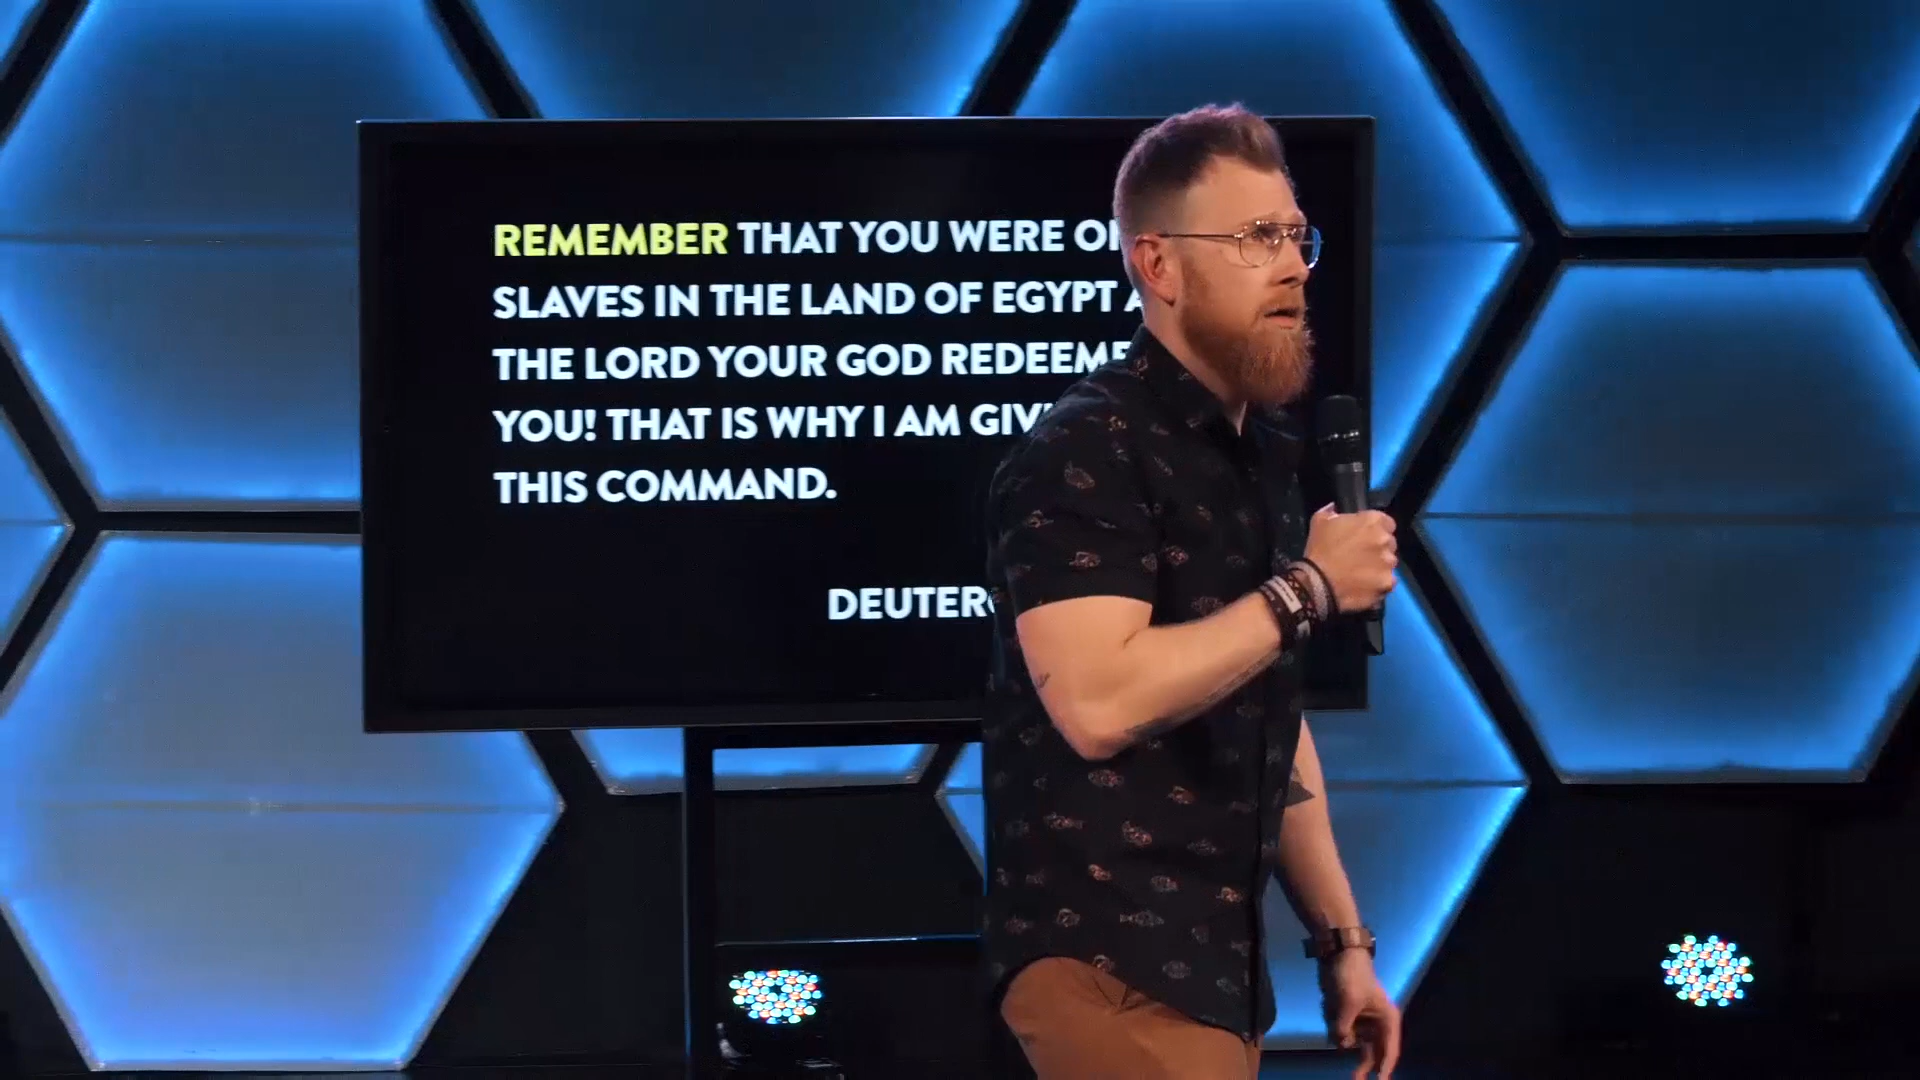 REMEMBER THAT YOU WERE
SLAVES IN THE LAND OF EGYPT
THE LORD YOUR GOD
YOU! THAT IS WHY I AM
THIS COMMAND.